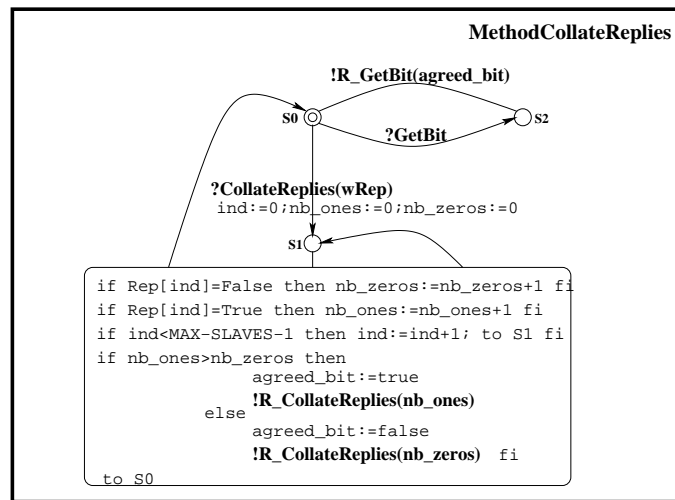 MethodCollateReplies
!R_GetBit(agreed_bit)
S0
S2
?GetBit
?CollateReplies(wRep)
ind:=0;nb_ones:=0;nb_zeros:=0
S1
if Rep[ind]=False then nb_zeros:=nb_zeros+1 fi
if Rep[ind]=True then nb_ones:=nb_ones+1 fi
if ind<MAX-SLAVES-1 then ind:=ind+1; to S1 fi
if nb_ones>nb_zeros then
agreed_bit:=true
!R_CollateReplies(nb_ones)
else
agreed_bit:=false
!R_CollateReplies(nb_zeros) fi
to S0